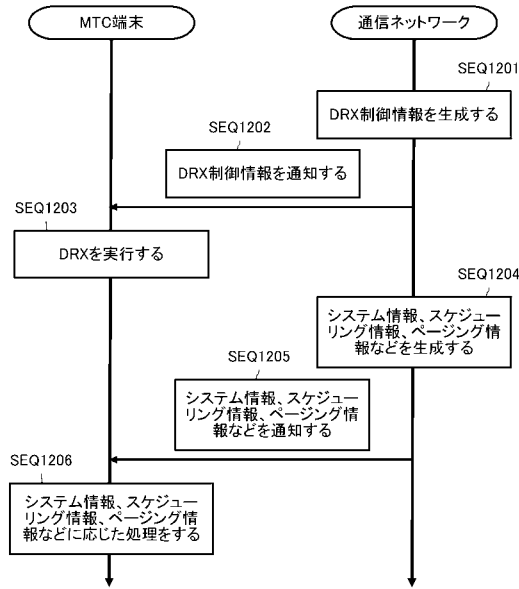 MTC端末
通信ネットワーク
SEQ1201
DRX制御情報を生成する
SEQ1202
DRX制御情報を通知する
SEQ1203
DRXを実行する
SEQ1204
システム情報、スケジュー
リング情報、ページング情
報などを生成する
SEQ1205
システム情報、スケジュー
リング情報、ページング情
報などを通知する
SEQ1206
システム情報、スケジュー
リング情報、ページング情
報などに応じた処理をする